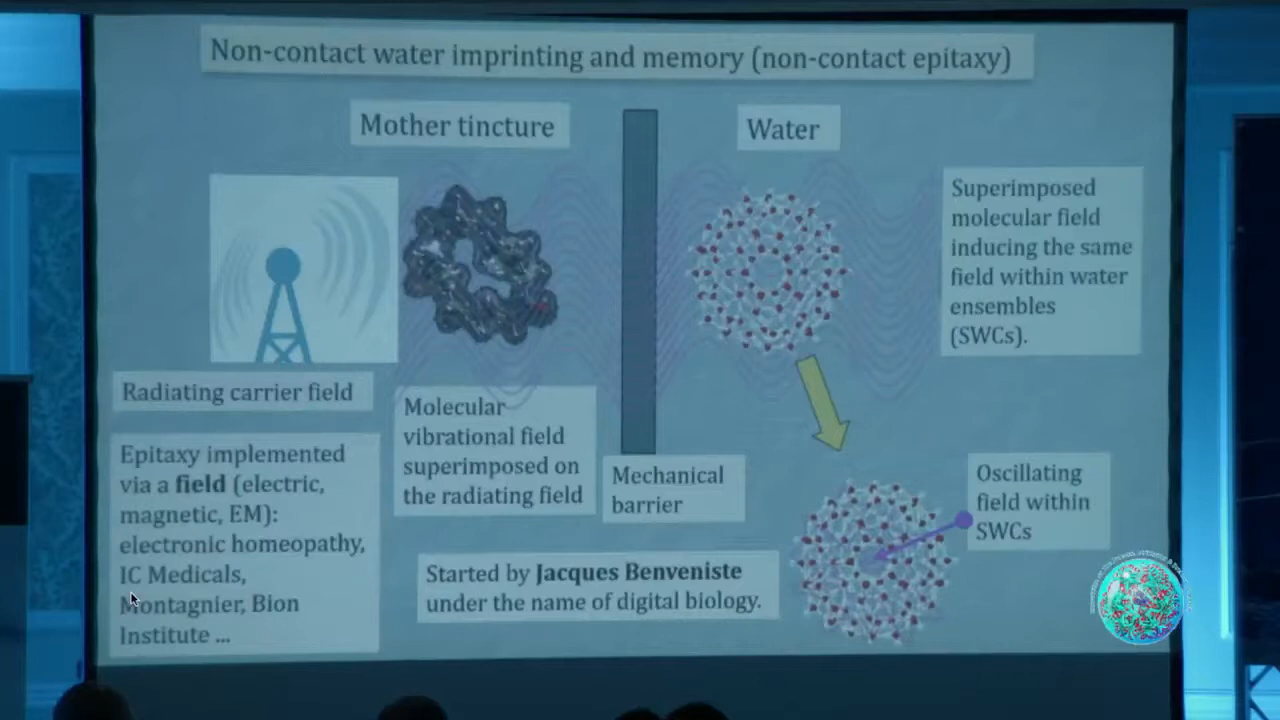 Non-contact water imprinting and memory (non-contact epitaxy)
Mother tincture
Water
Superimposed
molecular field
inducing the same
field within water
ensembles
(SWCs).
Radiating carrier field
Molecular
vibrational field
superimposed on
the radiating field
Mechanical
barrier
Epitaxy implemented
via a field (electric,
magnetic, EM):
electronic homeopathy,
IC Medicals,
Montagnier, Bion
Institute ...
Started by Jacques Benveniste
under the name of digital biology.
Oscillating
field within
SWCs